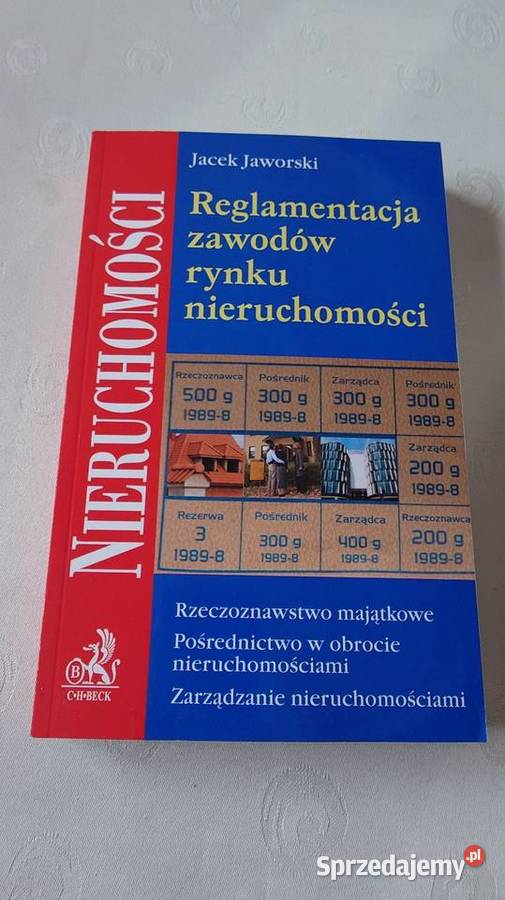 Jacek Jaworski
Reglamentacja
zawodów
rynku
nieruchomości
NIERUCHOMOŚCI
Rzeczoznawca
500 g
1989-8
Pośrednik
300 g
1989-8
Zarządca
300 g
1989-8
Pośrednik
300 g
1989-8
Zarządca
200 g
1989-8
Rezerwa
3
1989-8
Pośrednik
300 g
1989-8
Zarządca
400 g
1989-8
Rzeczoznawca
200 g
1989-8
Rzeczoznawstwo majątkowe
Pośrednictwo w obrocie
nieruchomościami
Zarządzanie nieruchomościami
B
C·H·BECK
Sprzedajemy.pl